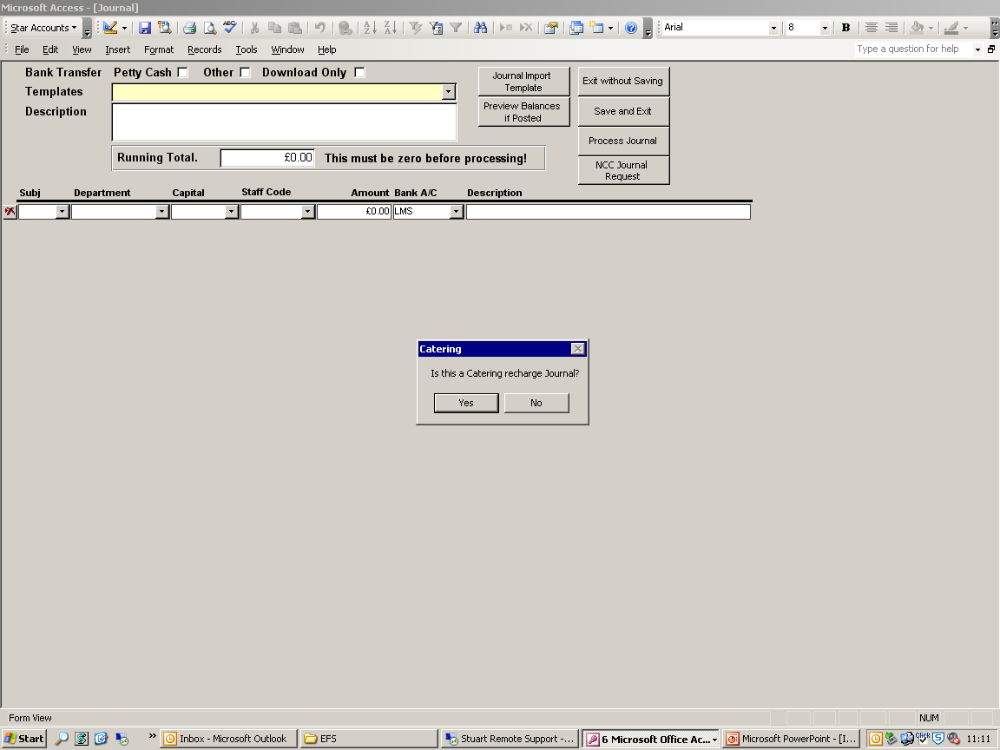 Microsoft Access - [Journal]
Star Accounts
Arial
8
B
File Edit View Insert Format Records Tools Window Help
Type a question for help
Bank Transfer Petty Cash Other Download Only
Templates
Description
Journal Import
Template
Preview Balances
if Posted
Exit without Saving
Save and Exit
Process Journal
NCC Journal
Request
Running Total. £0.00 This must be zero before processing!
Subj Department Capital Staff Code Amount Bank A/C Description
£0.00 LMS
Catering
Is this a Catering recharge Journal?
Yes No
Form View
NUM
Start
Inbox - Microsoft Outlook
EFS
Stuart Remote Support -...
6 Microsoft Office Ac...
Microsoft PowerPoint - [I...
Click
11:11